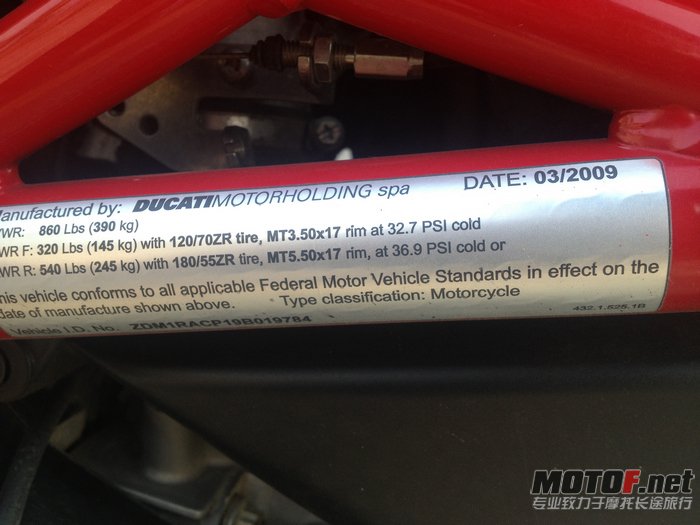 anufactured by: DUCATIMOTORHOLDING spa DATE: 03/2009
WR: 860 Lbs (390 kg)
WR F: 320 Lbs (145 kg) with 120/70ZR tire, MT3.50x17 rim at 32.7 PSI cold
WR R: 540 Lbs (245 kg) with 180/55ZR tire, MT5.50x17 rim, at 36.9 PSI cold or
his vehicle conforms to all applicable Federal Motor Vehicle Standards in effect on the
date of manufacture shown above. Type classification: Motorcycle
Vehicle I.D. No. ZDM1RACP19B019784 432.1.525.1B
MOTOF.net
专业致力于摩托长途旅行